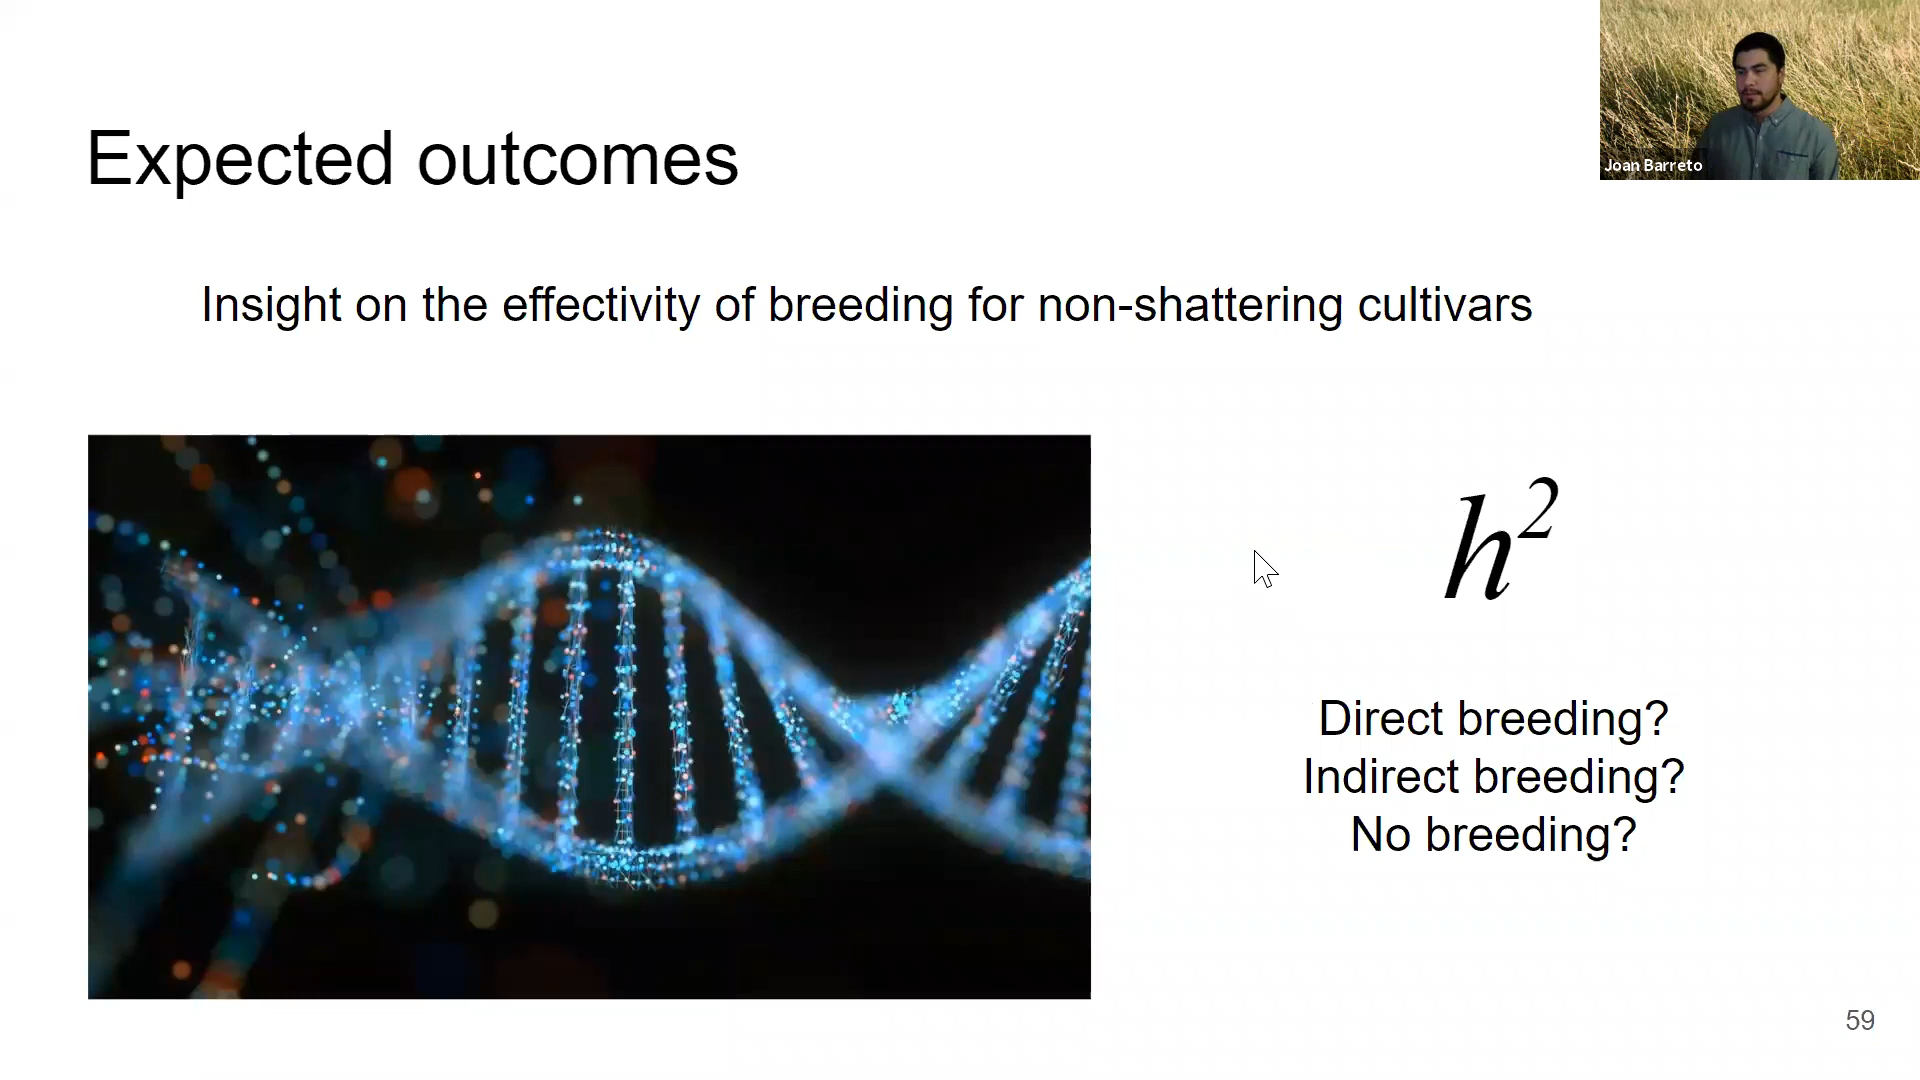 Joan Barreto
Expected outcomes
Insight on the effectivity of breeding for non-shattering cultivars
h²
Direct breeding?
Indirect breeding?
No breeding?
59